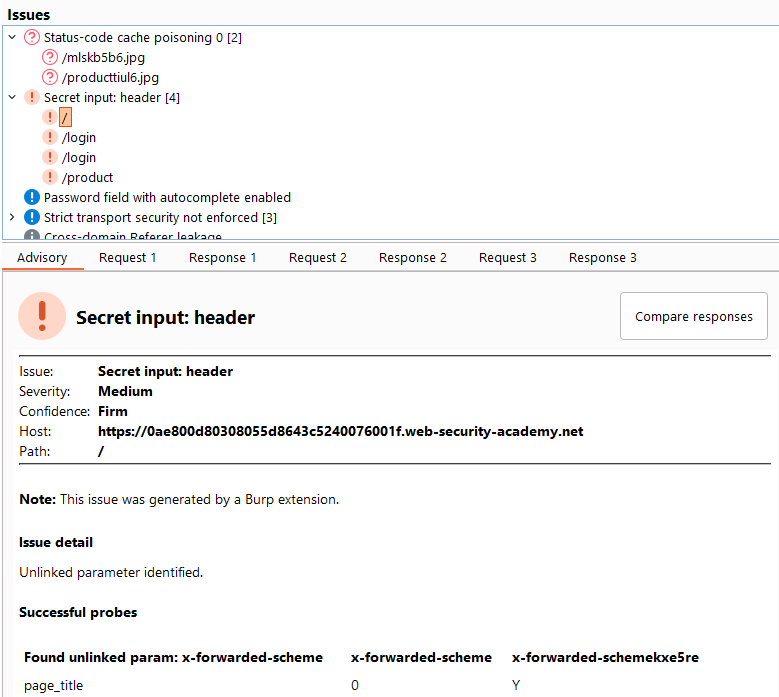 Issues
Status-code cache poisoning 0 [2]
/mlskb5b6.jpg
/producttiul6.jpg
Secret input: header [4]
/
/login
/login
/product
Password field with autocomplete enabled
Strict transport security not enforced [3]
Cross-domain Referer leakage
Advisory Request 1 Response 1 Request 2 Response 2 Request 3 Response 3
Secret input: header
Compare responses
Issue: Secret input: header
Severity: Medium
Confidence: Firm
Host: https://0ae800d80308055d8643c5240076001f.web-security-academy.net
Path: /
Note: This issue was generated by a Burp extension.
Issue detail
Unlinked parameter identified.
Successful probes
Found unlinked param: x-forwarded-scheme x-forwarded-scheme x-forwarded-schemekxe5re
page_title 0 Y